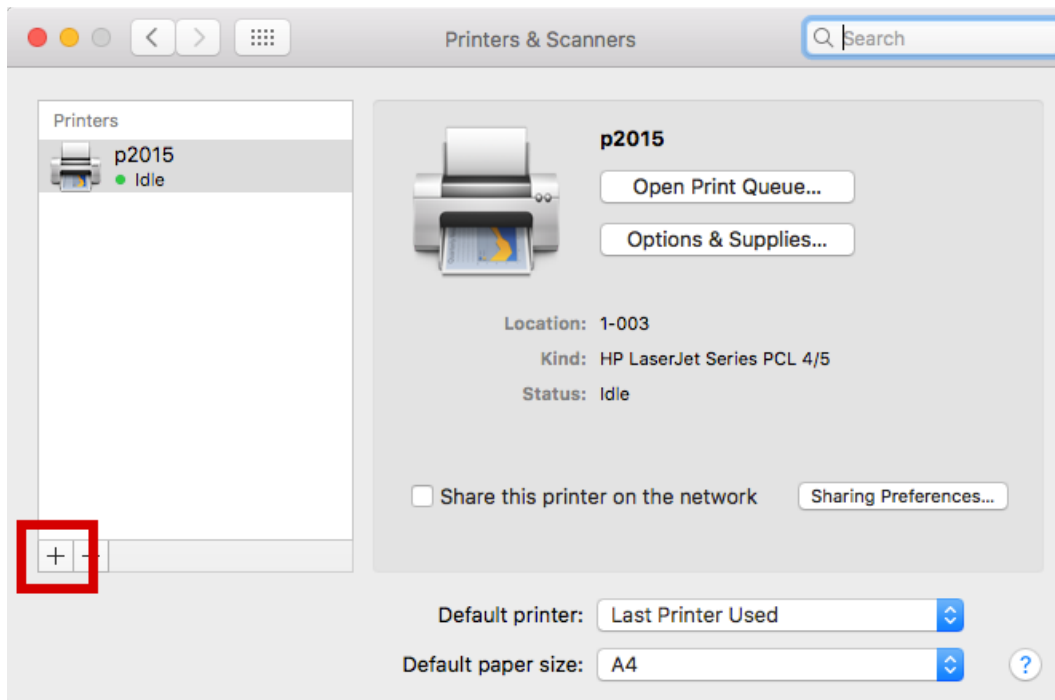 Printers & Scanners
Search
Printers
p2015
Idle
p2015
Open Print Queue...
Options & Supplies...
Location: 1-003
Kind: HP LaserJet Series PCL 4/5
Status: Idle
Share this printer on the network
Sharing Preferences...
+
Default printer: Last Printer Used
Default paper size: A4
?